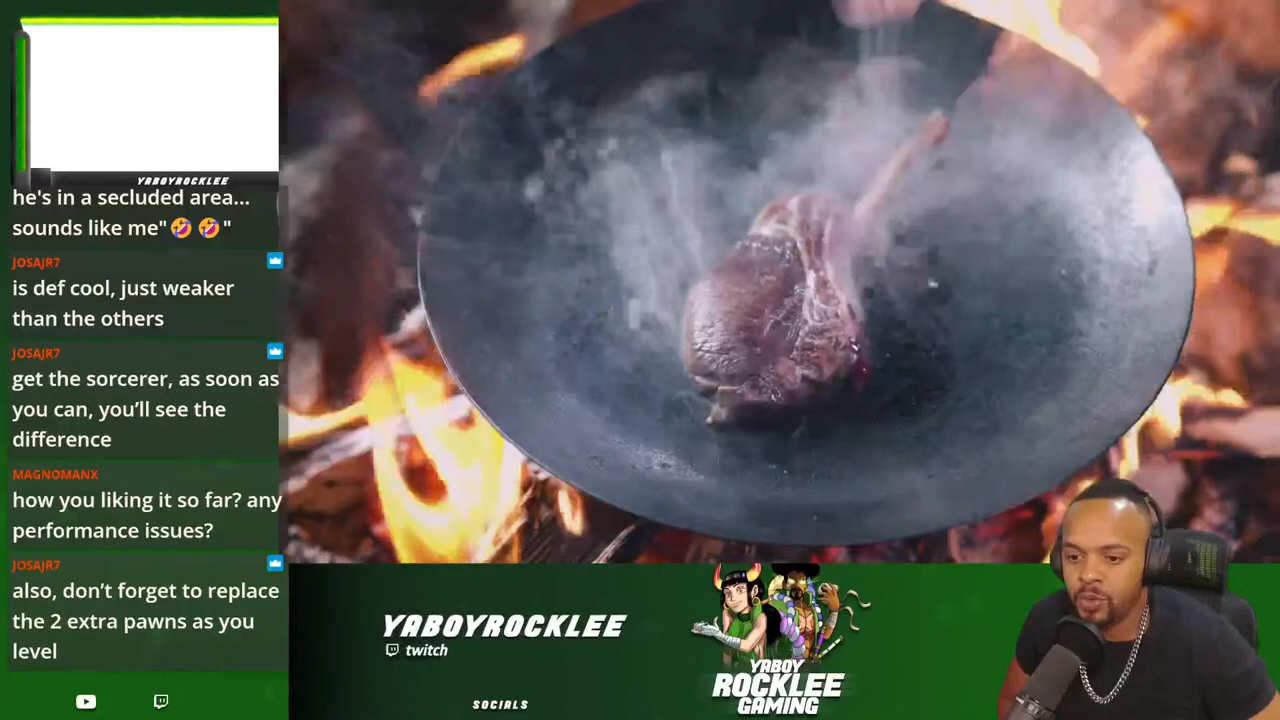 YABOYROCKLEE
he's in a secluded area...
sounds like me"🤣 🤣"
JOSAJR7
is def cool, just weaker
than the others
JOSAJR7
get the sorcerer, as soon as
you can, you’ll see the
difference
MAGNOMANX
how you liking it so far? any
performance issues?
JOSAJR7
also, don’t forget to replace
the 2 extra pawns as you
level
YABOYROCKLEE
twitch
SOCIALS
YABOY
ROCKLEE
GAMING